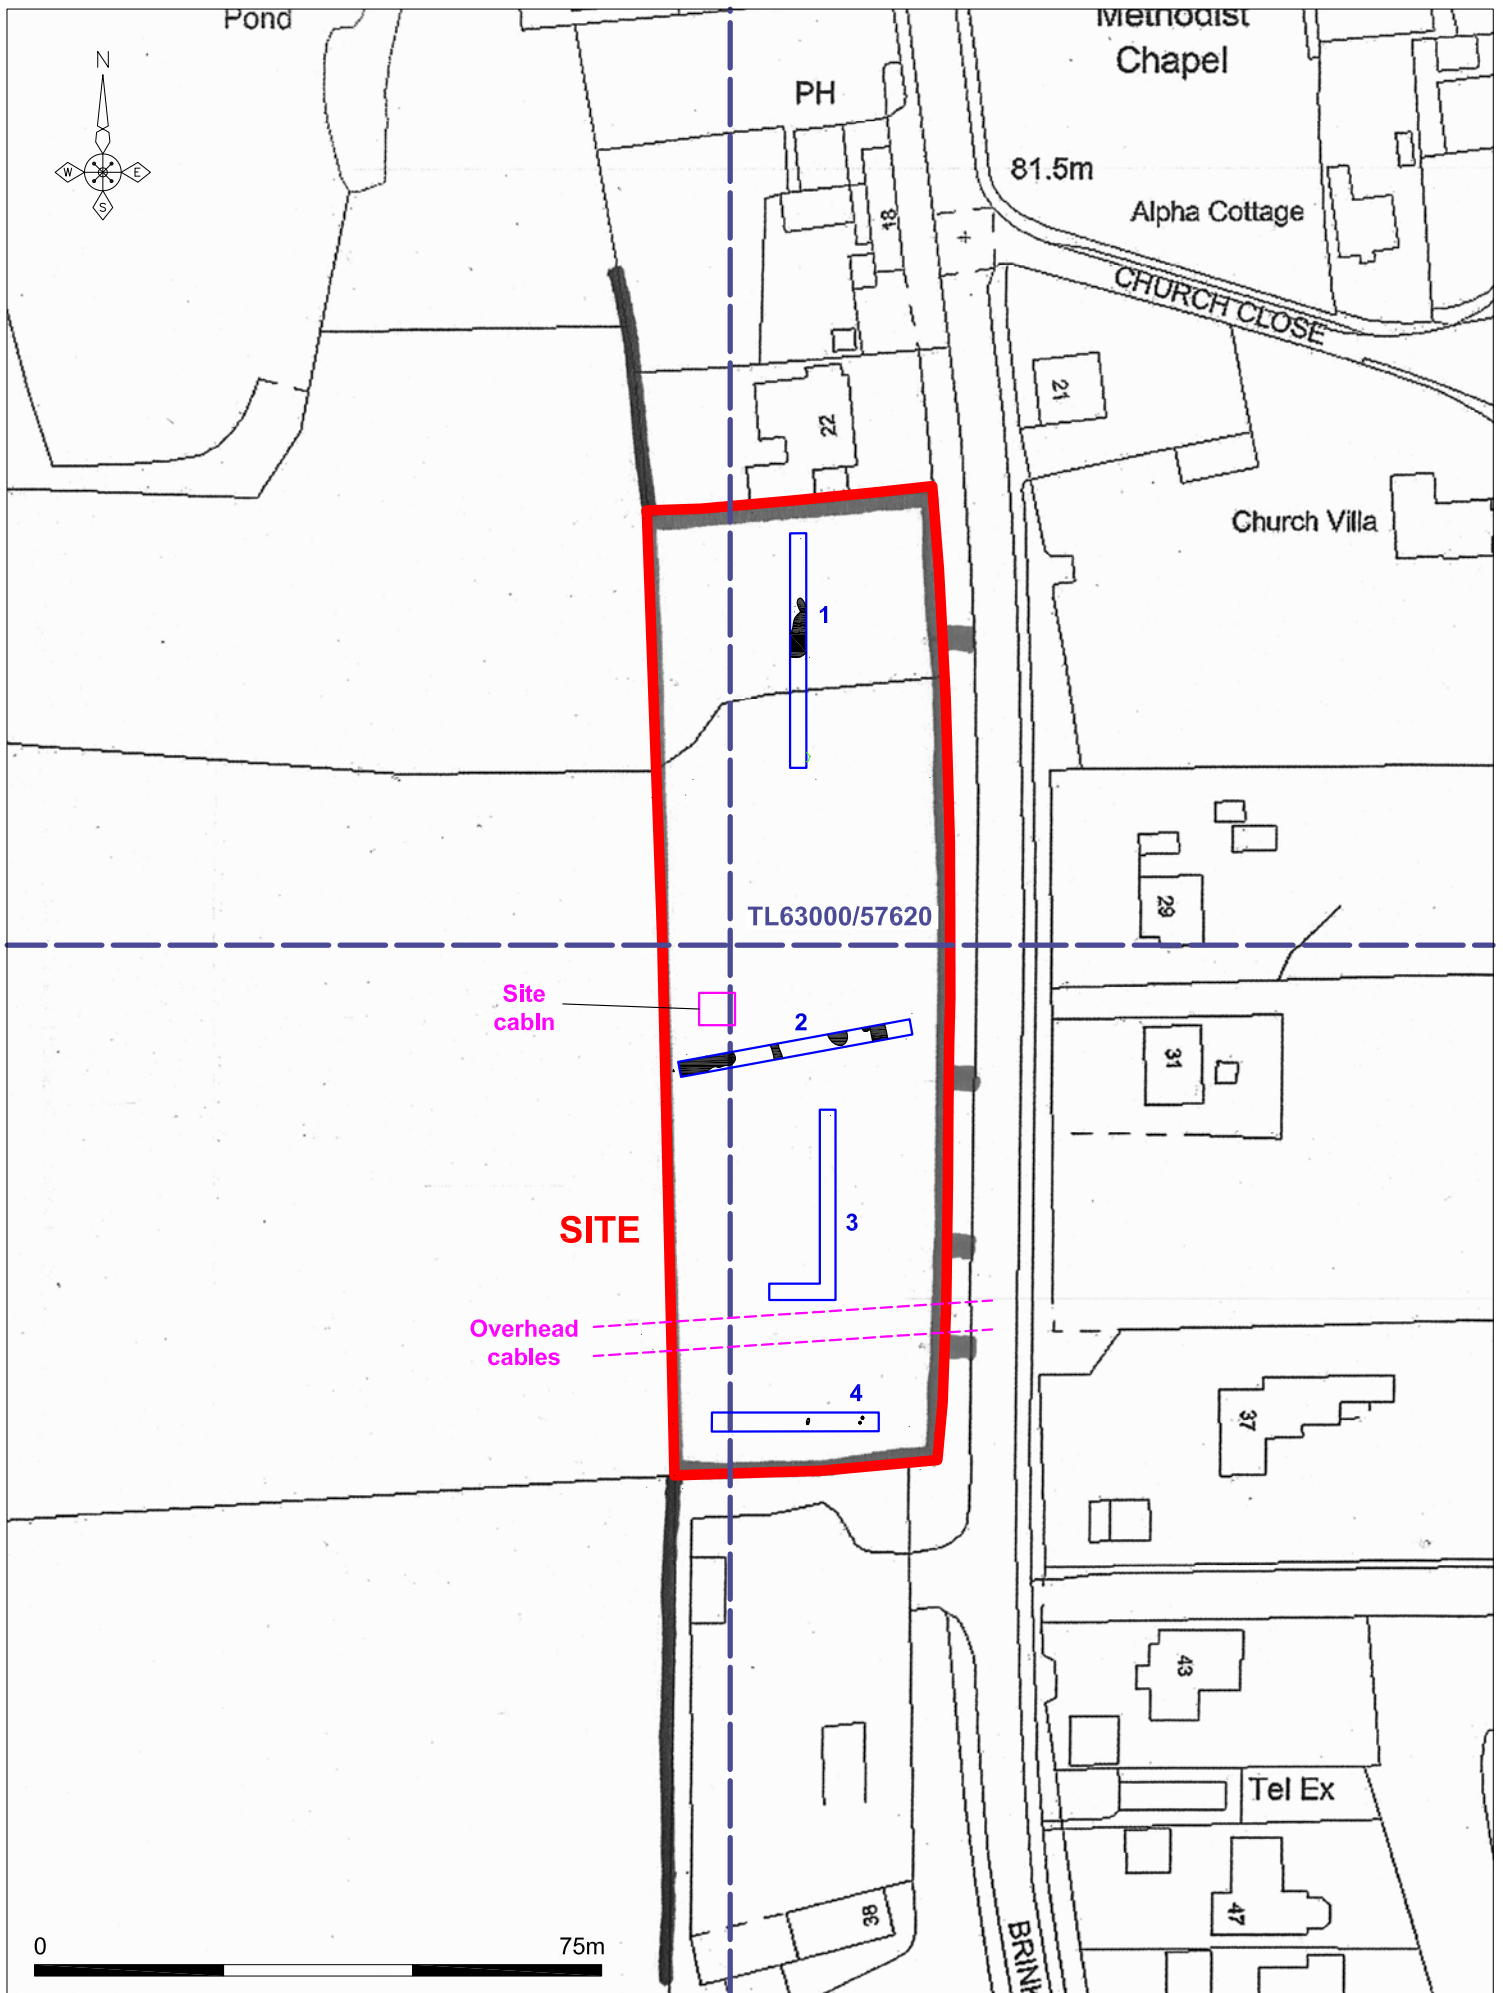 Pond
Methodist
Chapel
N
W
E
S
PH
81.5m
Alpha Cottage
18
CHURCH CLOSE
21
22
Church Villa
1
29
TL63000/57620
Site
cabin
2
31
3
SITE
Overhead
cables
4
37
43
Tel Ex
47
38
0
75m